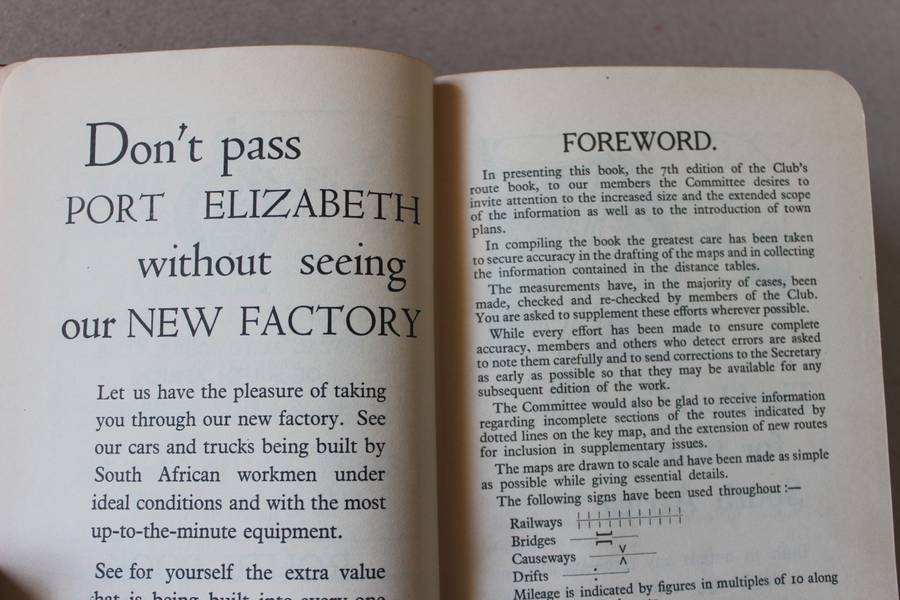 Don't pass
PORT ELIZABETH
without seeing
our NEW FACTORY
Let us have the pleasure of taking
you through our new factory. See
our cars and trucks being built by
South African workmen under
ideal conditions and with the most
up-to-the-minute equipment.
See for yourself the extra value
that is being built into every one
FOREWORD.
In presenting this book, the 7th edition of the Club's
route book, to our members the Committee desires to
invite attention to the increased size and the extended scope
of the information as well as to the introduction of town
plans.
In compiling the book the greatest care has been taken
to secure accuracy in the drafting of the maps and in collecting
the information contained in the distance tables.
The measurements have, in the majority of cases, been
made, checked and re-checked by members of the Club.
You are asked to supplement these efforts wherever possible.
While every effort has been made to ensure complete
accuracy, members and others who detect errors are asked
to note them carefully and to send corrections to the Secretary
as early as possible so that they may be available for any
subsequent edition of the work.
The Committee would also be glad to receive information
regarding incomplete sections of the routes indicated by
dotted lines on the key map, and the extension of new routes
for inclusion in supplementary issues.
The maps are drawn to scale and have been made as simple
as possible while giving essential details.
The following signs have been used throughout :—
Railways
Bridges
Causeways
Drifts
Mileage is indicated by figures in multiples of 10 along